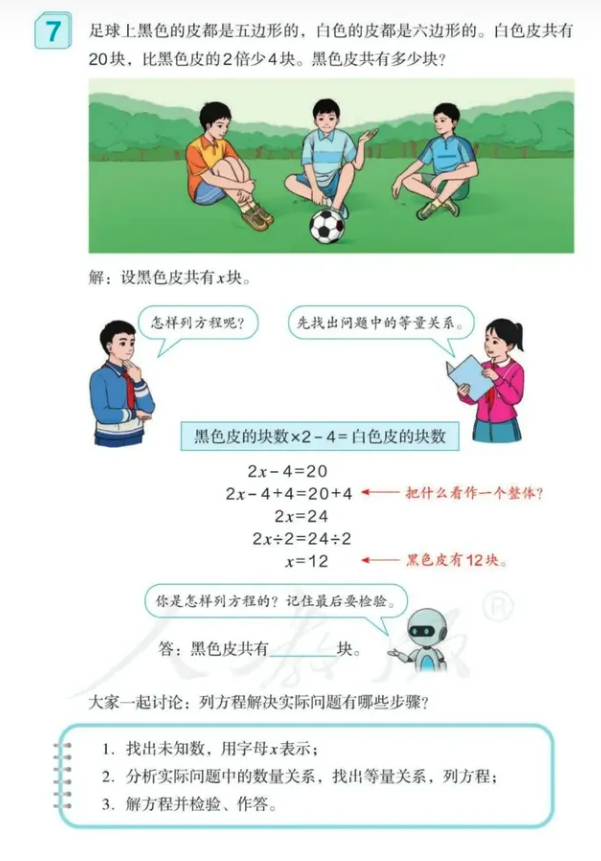 7
足球上黑色的皮都是五边形的，白色的皮都是六边形的。白色皮共有
20块，比黑色皮的2倍少4块。黑色皮共有多少块？
解：设黑色皮共有x块。
怎样列方程呢？
先找出问题中的等量关系。
黑色皮的块数×2－4＝白色皮的块数
2x－4＝20
2x－4＋4＝20＋4
把什么看作一个整体？
2x＝24
2x÷2＝24÷2
x＝12
黑色皮有12块。
你是怎样列方程的？记住最后要检验。
答：黑色皮共有______块。
人教版®
大家一起讨论：列方程解决实际问题有哪些步骤？
1. 找出未知数，用字母x表示；
2. 分析实际问题中的数量关系，找出等量关系，列方程；
3. 解方程并检验、作答。